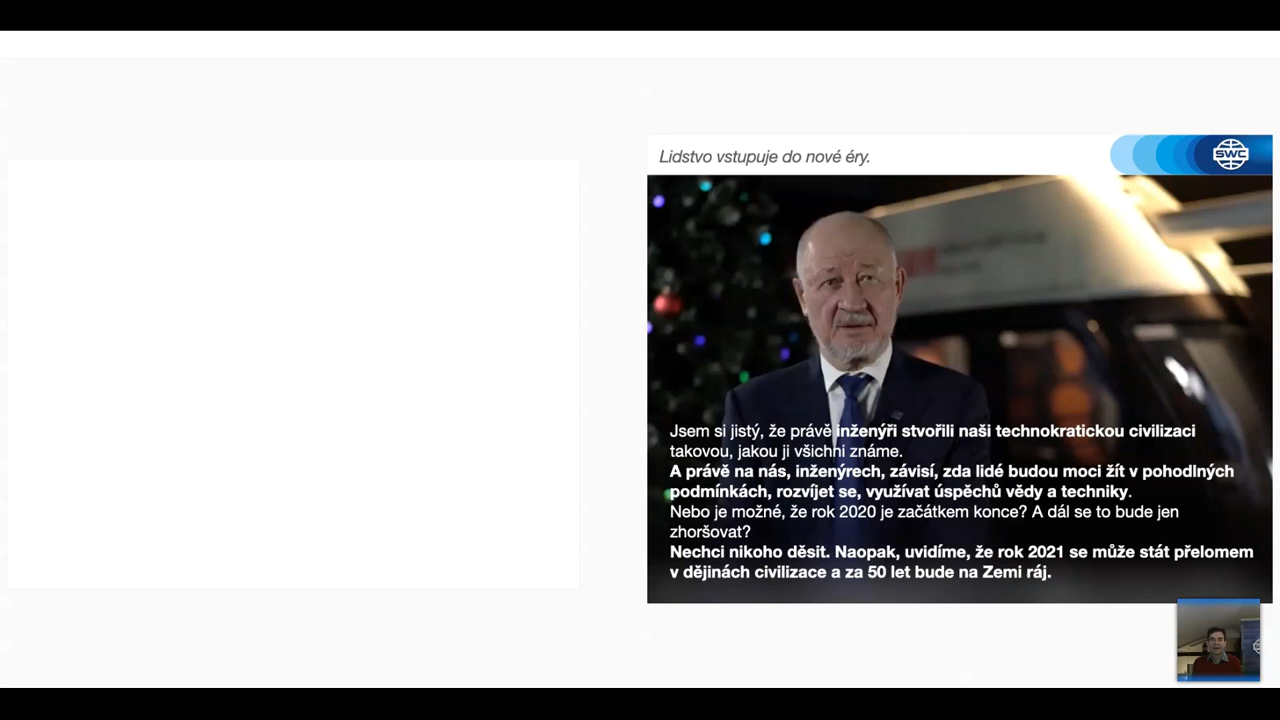 Lidstvo vstupuje do nové éry.
SWC
Jsem si jistý, že právě inženýři stvořili naši technokratickou civilizaci
takovou, jakou ji všichni známe.
A právě na nás, inženýrech, závisí, zda lidé budou moci žít v pohodlných
podmínkách, rozvíjet se, využívat úspěchů vědy a techniky.
Nebo je možné, že rok 2020 je začátkem konce? A dál se to bude jen
zhoršovat?
Nechci nikoho děsit. Naopak, uvidíme, že rok 2021 se může stát přelomem
v dějinách civilizace a za 50 let bude na Zemi ráj.